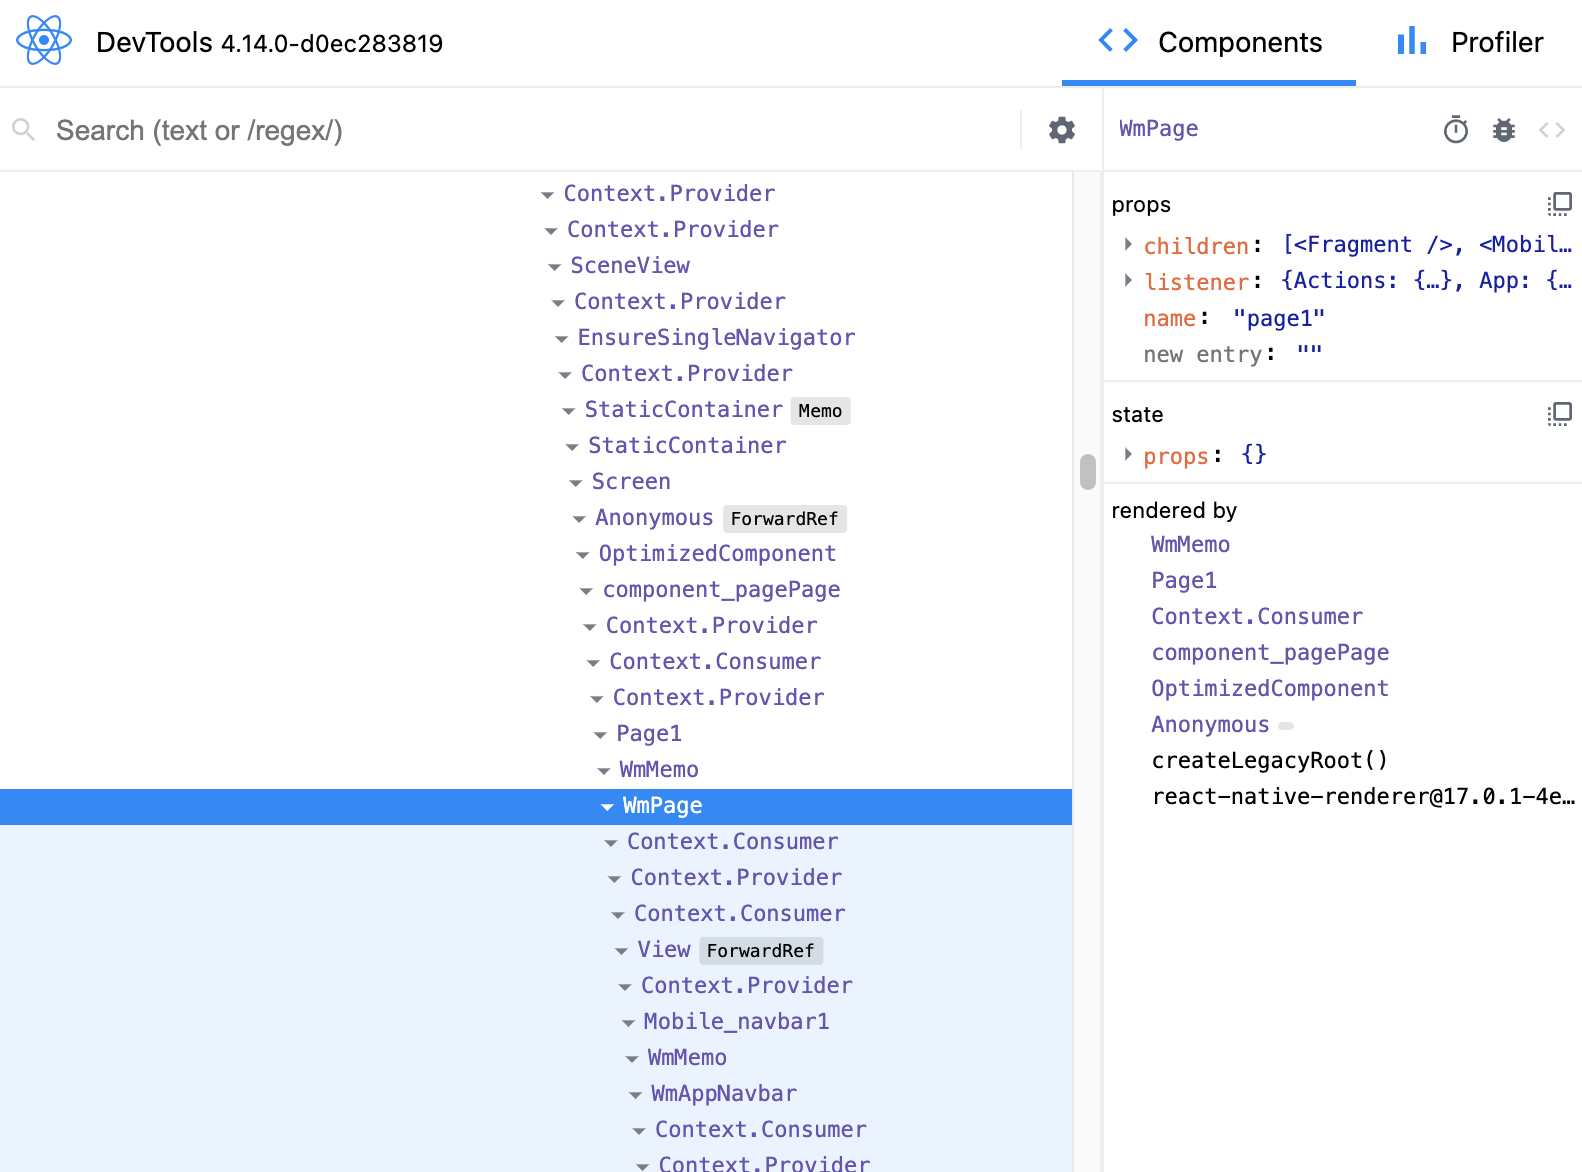 DevTools 4.14.0-d0ec283819
Components
Profiler
Search (text or /regex/)
Context.Provider
Context.Provider
SceneView
Context.Provider
EnsureSingleNavigator
Context.Provider
StaticContainer Memo
StaticContainer
Screen
Anonymous ForwardRef
OptimizedComponent
component_pagePage
Context.Provider
Context.Consumer
Context.Provider
Page1
WmMemo
WmPage
Context.Consumer
Context.Provider
Context.Consumer
View ForwardRef
Context.Provider
Mobile_navbar1
WmMemo
WmAppNavbar
Context.Consumer
Context.Provider
WmPage
props
children: [<Fragment />, <Mobil…
listener: {Actions: {…}, App: {…
name: "page1"
new entry: ""
state
props: {}
rendered by
WmMemo
Page1
Context.Consumer
component_pagePage
OptimizedComponent
Anonymous
createLegacyRoot()
react-native-renderer@17.0.1-4e…